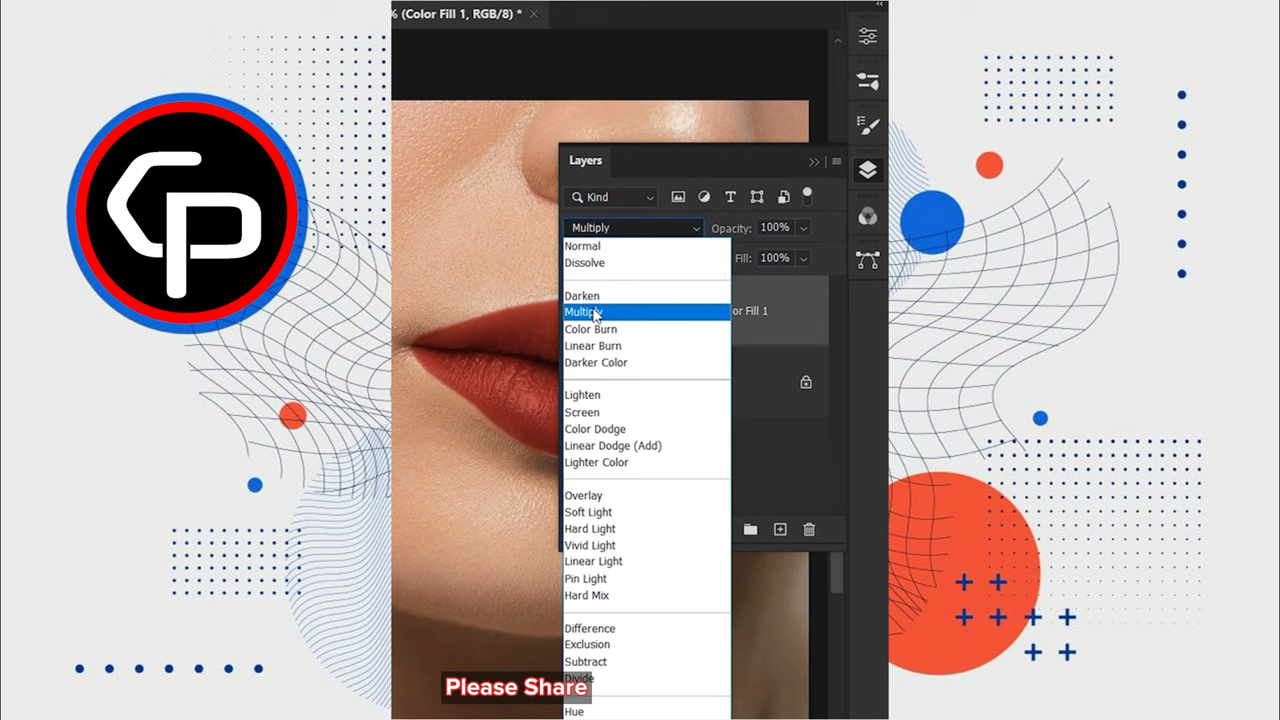 % (Color Fill 1, RGB/8) *
Layers
Kind
Multiply
Opacity: 100%
Normal
Dissolve
Fill: 100%
Darken
Multiply
or Fill 1
Color Burn
Linear Burn
Darker Color
Lighten
Screen
Color Dodge
Linear Dodge (Add)
Lighter Color
Overlay
Soft Light
Hard Light
Vivid Light
Linear Light
Pin Light
Hard Mix
Difference
Exclusion
Subtract
Divide
Please Share
Hue
CP